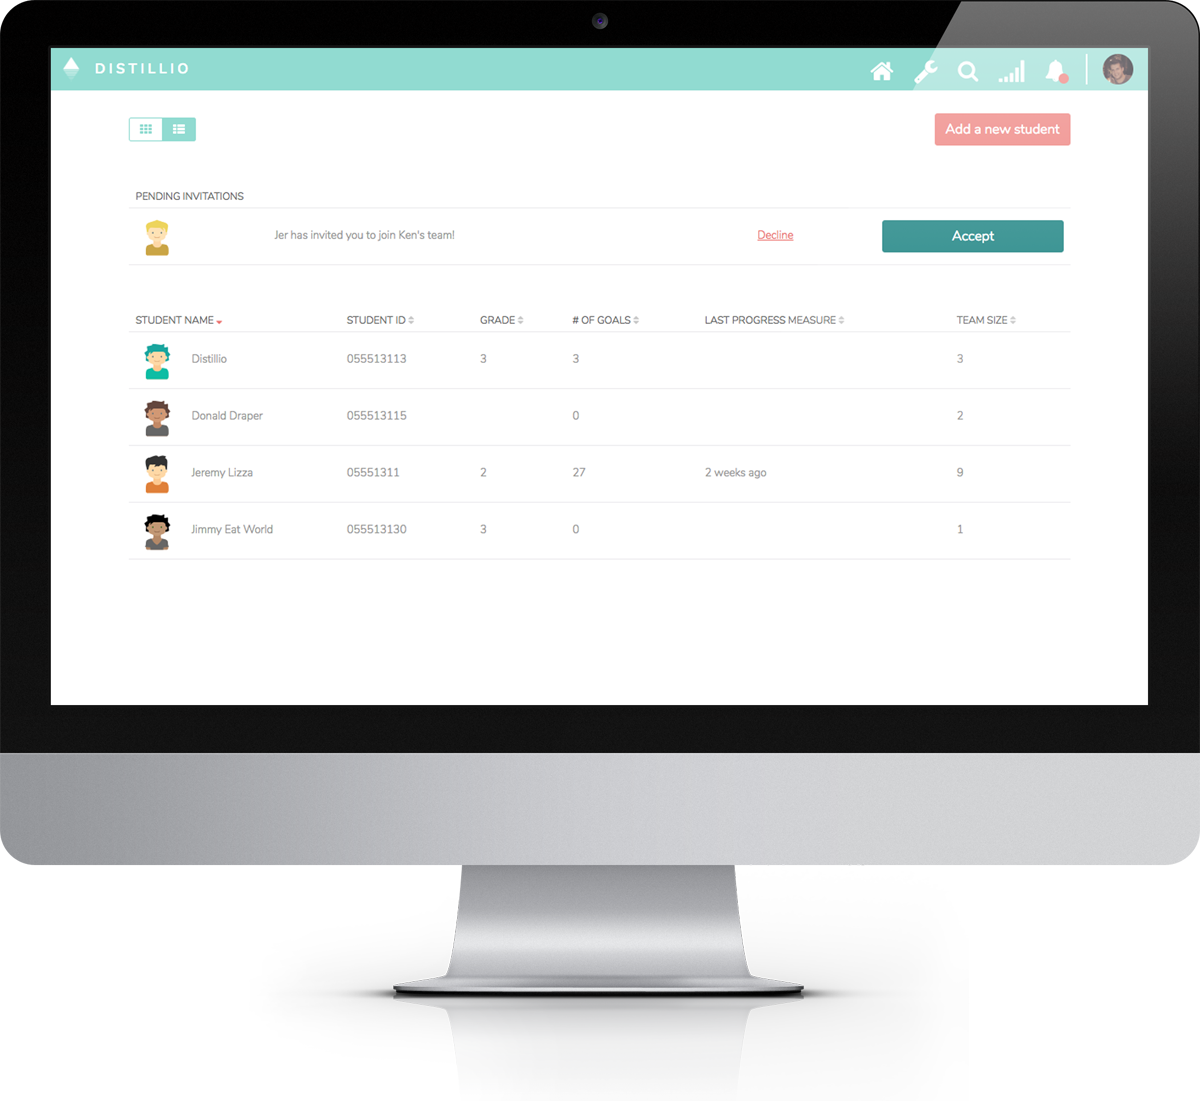 DISTILLIO
Add a new student
PENDING INVITATIONS
Jer has invited you to join Ken's team! Decline Accept
STUDENT NAME STUDENT ID GRADE # OF GOALS LAST PROGRESS MEASURE TEAM SIZE
Distillio 055513113 3 3 3
Donald Draper 055513115 0 2
Jeremy Lizza 05551311 2 27 2 weeks ago 9
Jimmy Eat World 055513130 3 0 1